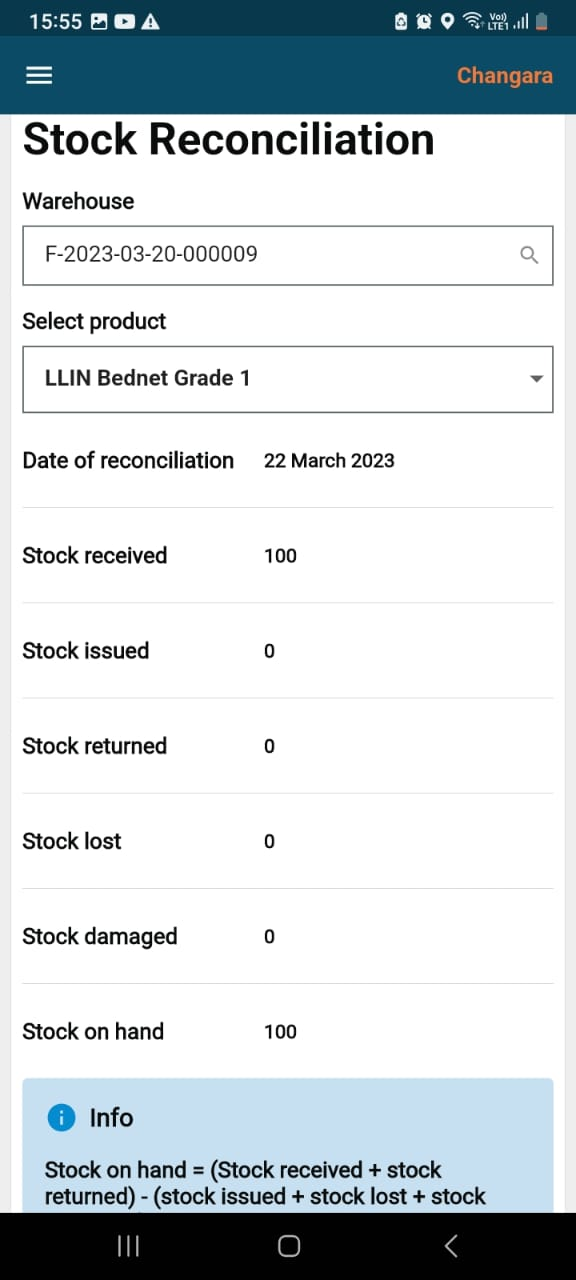 15:55
Vo))
LTE1
Changara
Stock Reconciliation
Warehouse
F-2023-03-20-000009
Select product
LLIN Bednet Grade 1
Date of reconciliation 22 March 2023
Stock received 100
Stock issued 0
Stock returned 0
Stock lost 0
Stock damaged 0
Stock on hand 100
Info
Stock on hand = (Stock received + stock
returned) - (stock issued + stock lost + stock